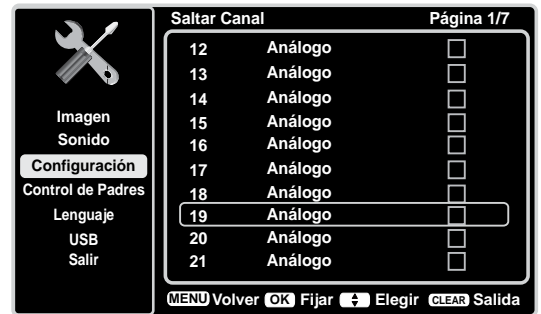 Saltar Canal Página 1/7
Imagen
Sonido
Configuración
Control de Padres
Lenguaje
USB
Salir
12 Análogo
13 Análogo
14 Análogo
15 Análogo
16 Análogo
17 Análogo
18 Análogo
19 Análogo
20 Análogo
21 Análogo
MENU Volver OK Fijar Elegir CLEAR Salida